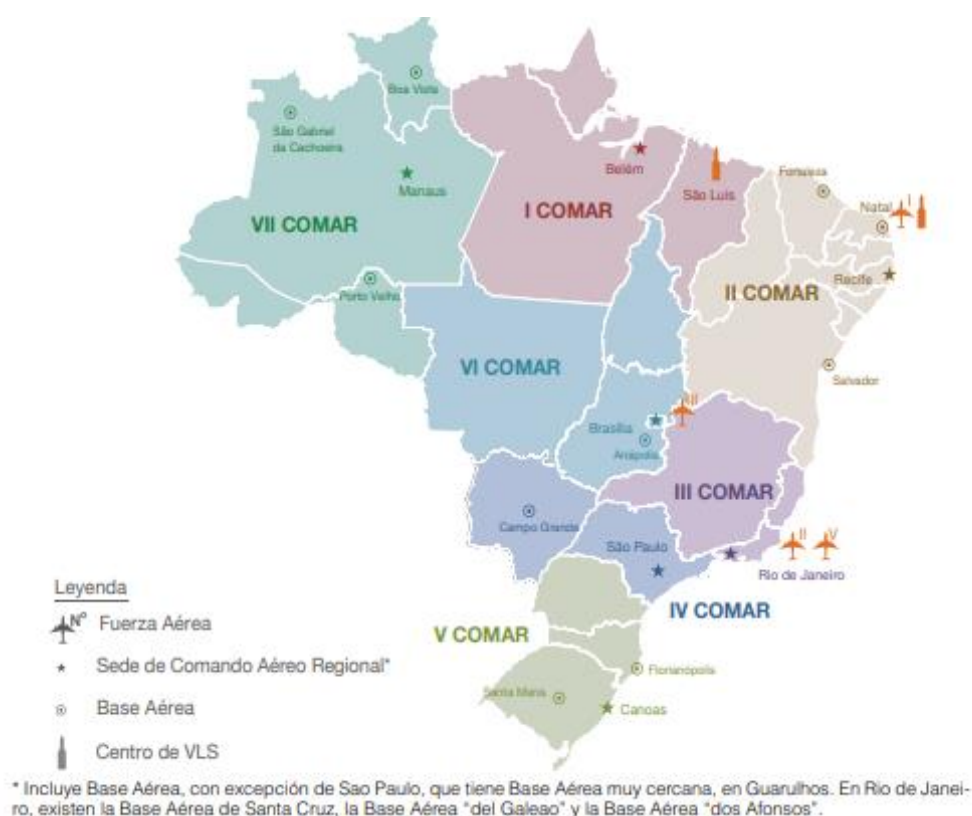 Boa Vista
São Gabriel
da Cachoeira
Manaus
VII COMAR
Porto Velho
Belém
I COMAR
São Luis
Fortaleza
Natal
I
Recife
II COMAR
Salvador
VI COMAR
III
Brasília
Anápolis
III COMAR
Campo Grande
São Paulo
II
V
Rio de Janeiro
IV COMAR
V COMAR
Florianópolis
Santa Maria
Canoas
Leyenda
Nº
Fuerza Aérea
Sede de Comando Aéreo Regional*
Base Aérea
Centro de VLS
* Incluye Base Aérea, con excepción de Sao Paulo, que tiene Base Aérea muy cercana, en Guarulhos. En Rio de Janei-
ro, existen la Base Aérea de Santa Cruz, la Base Aérea "del Galeao" y la Base Aérea "dos Afonsos".